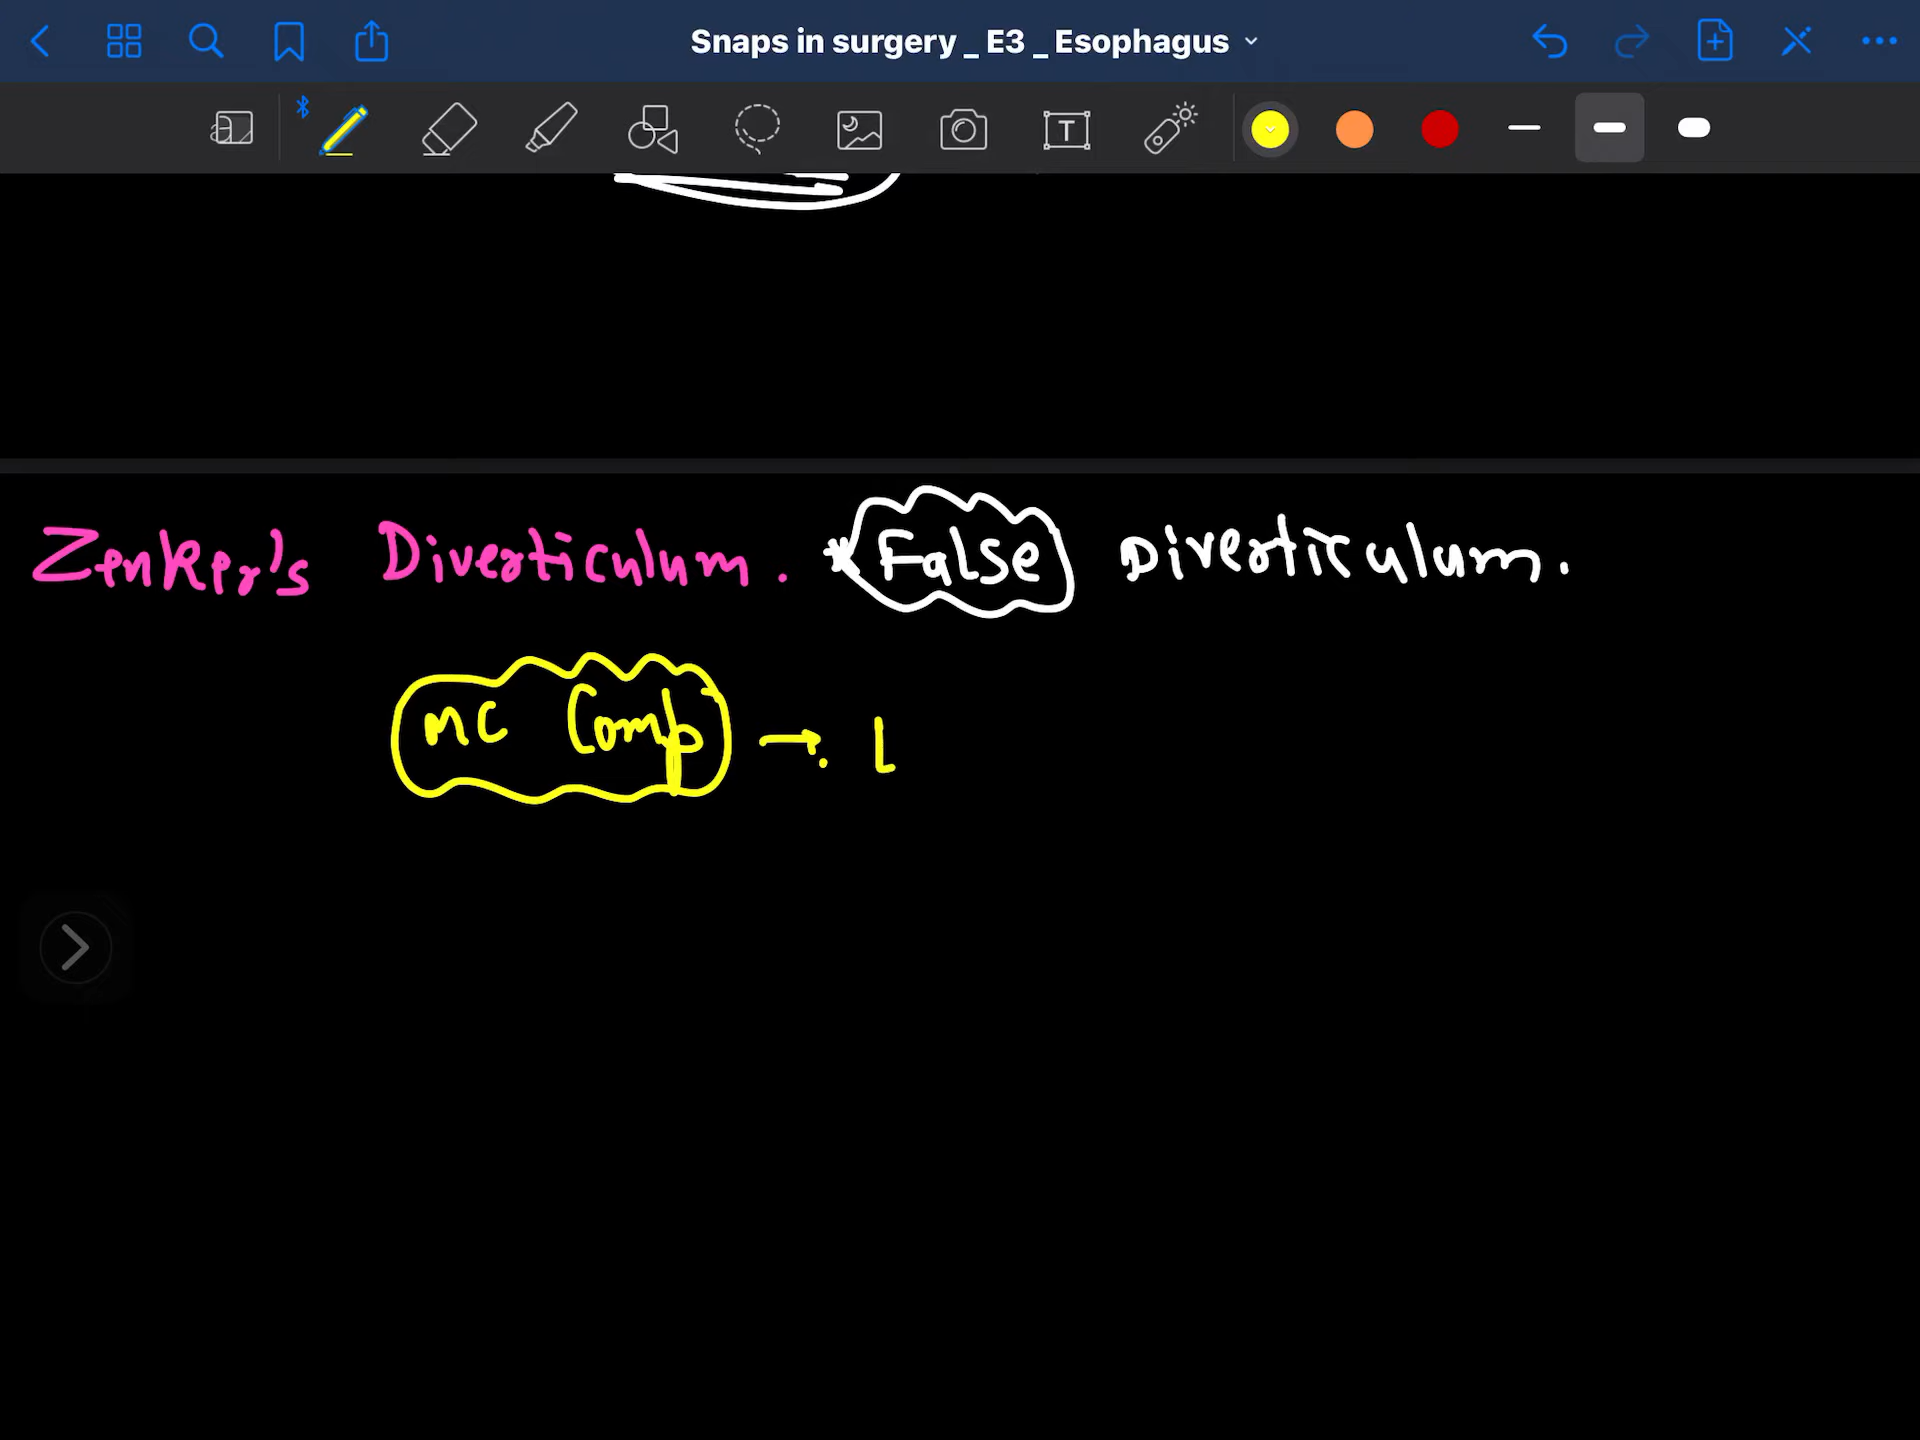 Snaps in surgery _ E3 _ Esophagus
T
Zenker's Diverticulum. * False Diverticulum.
MC Comp → L